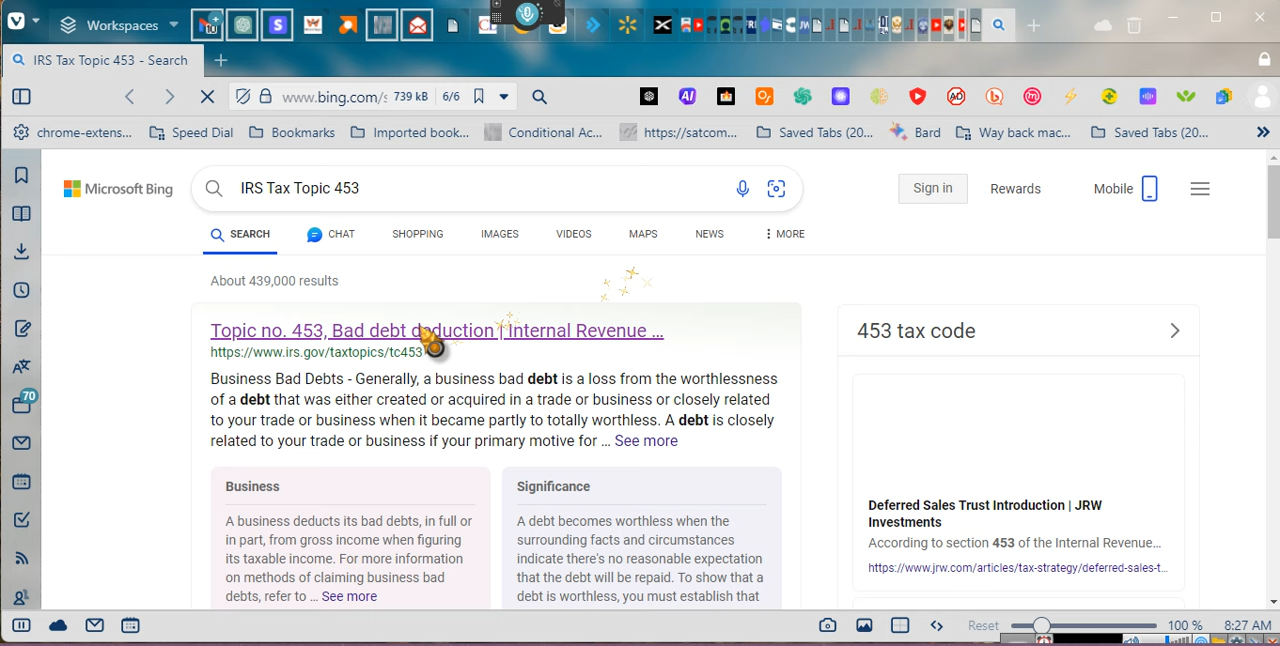 Workspaces
IRS Tax Topic 453 - Search
www.bing.com/s 739 kB 6/6
chrome-exten... Speed Dial Bookmarks Imported book... Conditional Ac... https://satcom... Saved Tabs (20... Bard Way back mac... Saved Tabs (20...
Microsoft Bing
IRS Tax Topic 453
Sign in Rewards Mobile
SEARCH CHAT SHOPPING IMAGES VIDEOS MAPS NEWS MORE
About 439,000 results
Topic no. 453, Bad debt deduction | Internal Revenue ...
https://www.irs.gov/taxtopics/tc453
Business Bad Debts - Generally, a business bad debt is a loss from the worthlessness
of a debt that was either created or acquired in a trade or business or closely related
to your trade or business when it became partly to totally worthless. A debt is closely
related to your trade or business if your primary motive for ... See more
Business
A business deducts its bad debts, in full or
in part, from gross income when figuring
its taxable income. For more information
on methods of claiming business bad
debts, refer to ... See more
Significance
A debt becomes worthless when the
surrounding facts and circumstances
indicate there's no reasonable expectation
that the debt will be repaid. To show that a
debt is worthless, you must establish that
453 tax code
Deferred Sales Trust Introduction | JRW
Investments
According to section 453 of the Internal Revenue...
https://www.jrw.com/articles/tax-strategy/deferred-sales-t...
70
Reset 100 % 8:27 AM